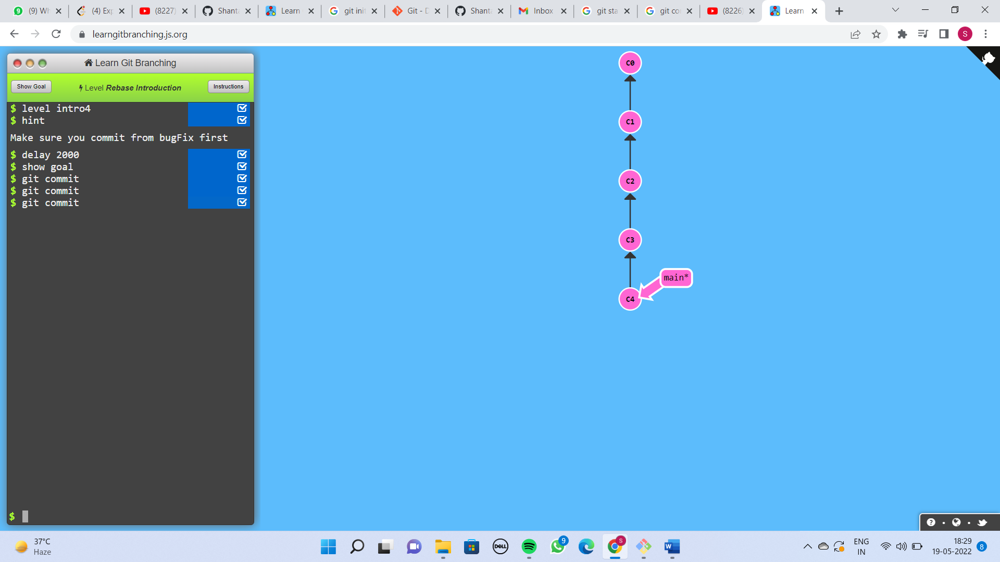 (9) Wh
(4) Exp
(8227)
Shanta
Learn
git init
Git - D
Shanta
Inbox
git sta
git co
(8226)
Learn
learngitbranching.js.org
S
Learn Git Branching
Show Goal
Level Rebase Introduction
Instructions
$ level intro4
$ hint
Make sure you commit from bugFix first
$ delay 2000
$ show goal
$ git commit
$ git commit
$ git commit
$
C0
C1
C2
C3
main*
C4
37°C
Haze
DELL
9
S
W
ENG
IN
18:29
19-05-2022
8